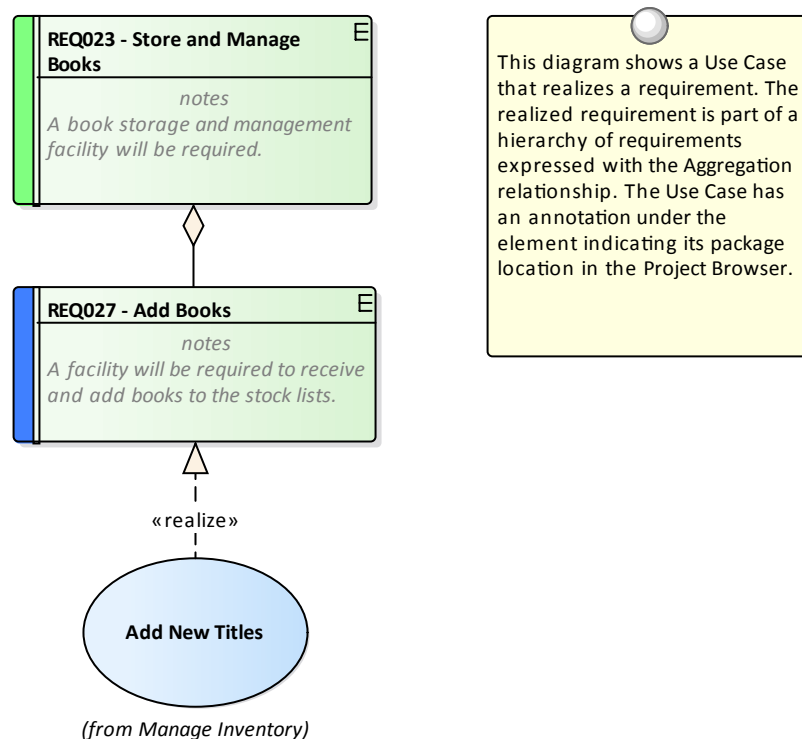 REQ023 - Store and Manage
Books
E
notes
A book storage and management
facility will be required.
REQ027 - Add Books
E
notes
A facility will be required to receive
and add books to the stock lists.
«realize»
Add New Titles
(from Manage Inventory)
This diagram shows a Use Case
that realizes a requirement. The
realized requirement is part of a
hierarchy of requirements
expressed with the Aggregation
relationship. The Use Case has
an annotation under the
element indicating its package
location in the Project Browser.